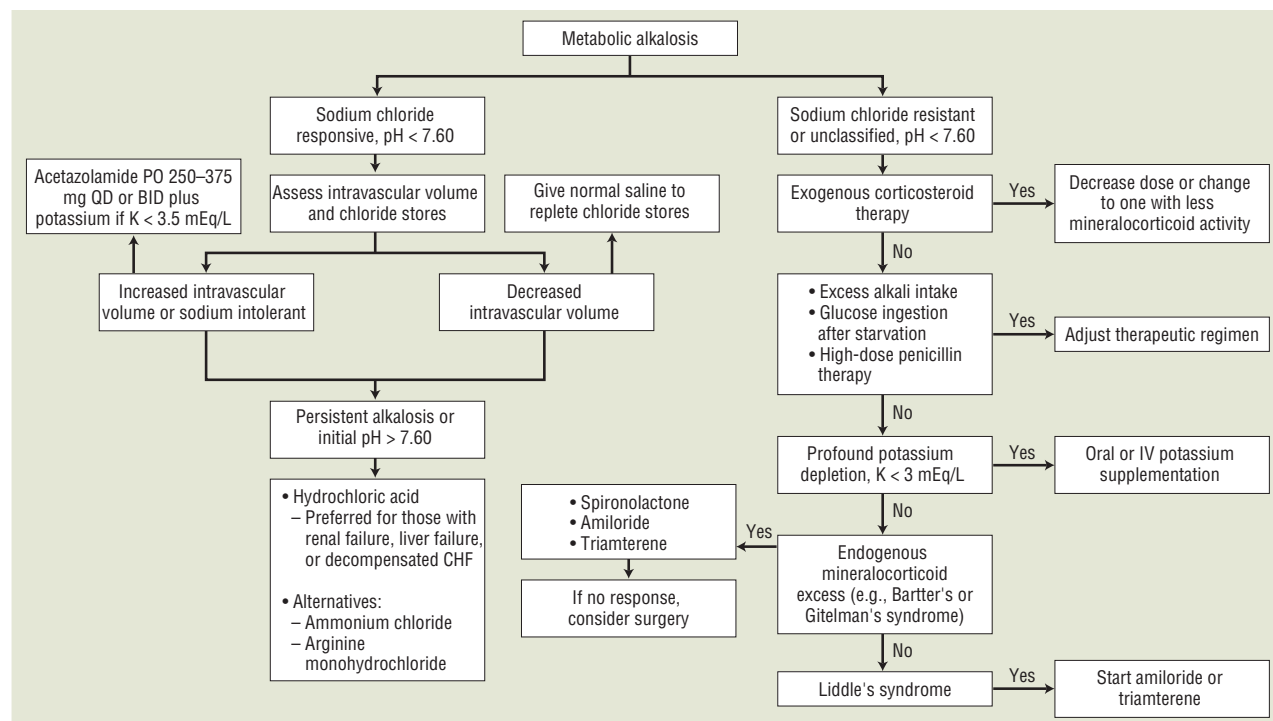 Metabolic alkalosis
Sodium chloride
responsive, pH < 7.60
Sodium chloride resistant
or unclassified, pH < 7.60
Acetazolamide PO 250–375
mg QD or BID plus
potassium if K < 3.5 mEq/L
Assess intravascular volume
and chloride stores
Give normal saline to
replete chloride stores
Exogenous corticosteroid
therapy
Yes
Decrease dose or change
to one with less
mineralocorticoid activity
No
Increased intravascular
volume or sodium intolerant
Decreased
intravascular volume
• Excess alkali intake
• Glucose ingestion
after starvation
• High-dose penicillin
therapy
Yes
Adjust therapeutic regimen
No
Persistent alkalosis or
initial pH > 7.60
Profound potassium
depletion, K < 3 mEq/L
Yes
Oral or IV potassium
supplementation
No
• Hydrochloric acid
– Preferred for those with
renal failure, liver failure,
or decompensated CHF
• Alternatives:
– Ammonium chloride
– Arginine
monohydrochloride
• Spironolactone
• Amiloride
• Triamterene
Yes
Endogenous
mineralocorticoid
excess (e.g., Bartter's or
Gitelman's syndrome)
If no response,
consider surgery
No
Liddle's syndrome
Yes
Start amiloride or
triamterene